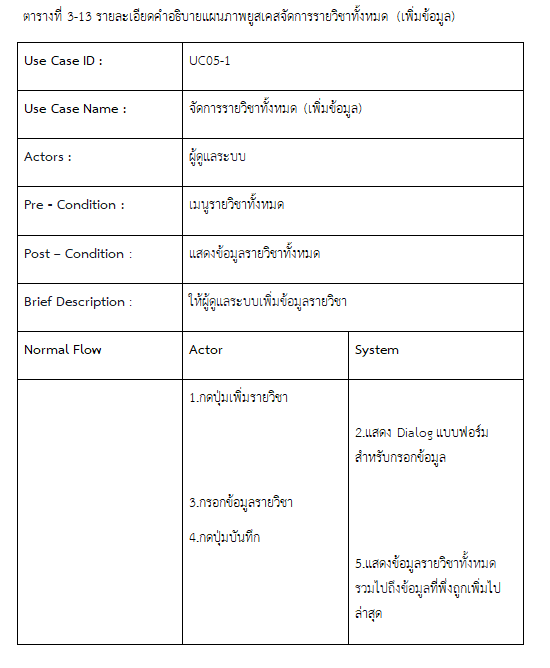 ตารางที่ 3-13 รายละเอียดคำอธิบายแผนภาพยูสเคสจัดการรายวิชาทั้งหมด (เพิ่มข้อมูล)
Use Case ID : UC05-1
Use Case Name : จัดการรายวิชาทั้งหมด (เพิ่มข้อมูล)
Actors : ผู้ดูแลระบบ
Pre - Condition : เมนูรายวิชาทั้งหมด
Post – Condition : แสดงข้อมูลรายวิชาทั้งหมด
Brief Description : ให้ผู้ดูแลระบบเพิ่มข้อมูลรายวิชา
Normal Flow Actor System
1.กดปุ่มเพิ่มรายวิชา
2.แสดง Dialog แบบฟอร์ม
สำหรับกรอกข้อมูล
3.กรอกข้อมูลรายวิชา
4.กดปุ่มบันทึก
5.แสดงข้อมูลรายวิชาทั้งหมด
รวมไปถึงข้อมูลที่พึ่งถูกเพิ่มไป
ล่าสุด